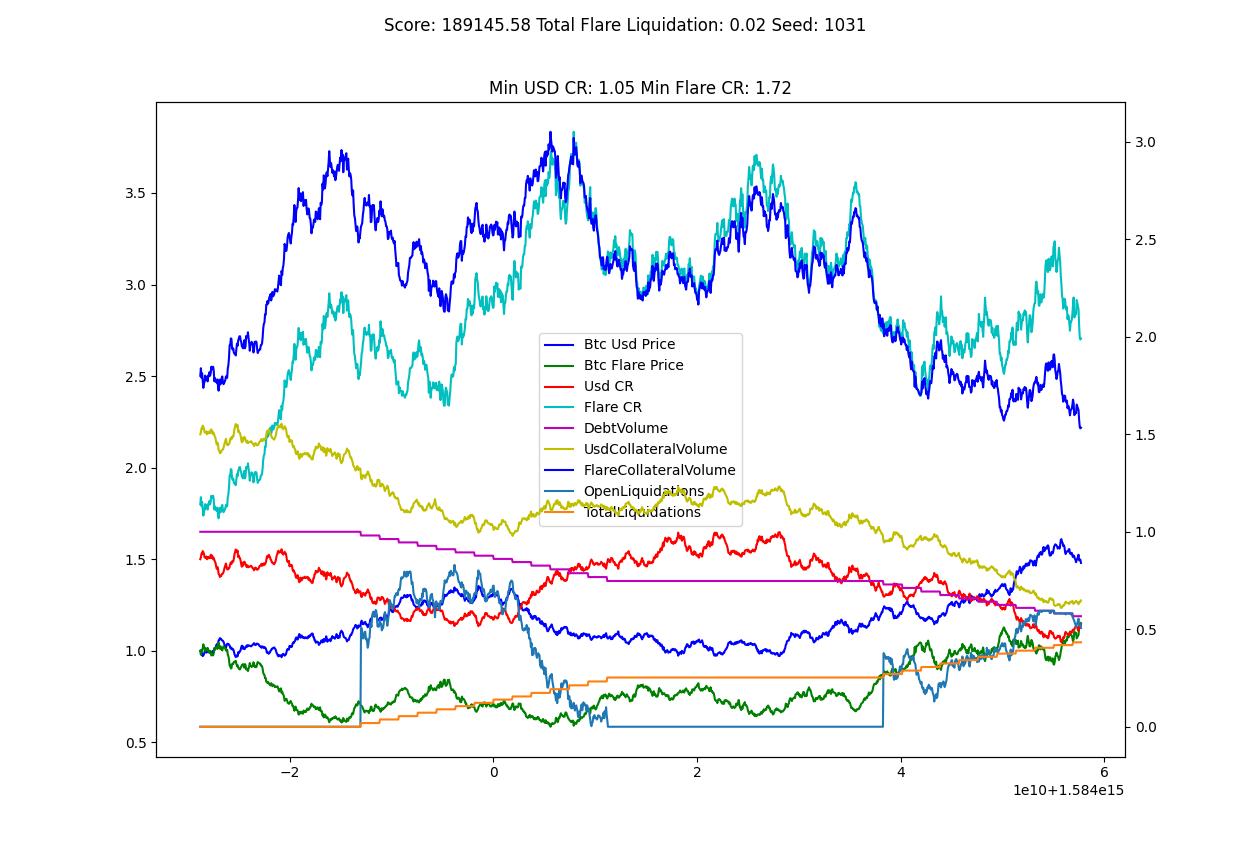 Score: 189145.58 Total Flare Liquidation: 0.02 Seed: 1031
Min USD CR: 1.05 Min Flare CR: 1.72
3.5
3.0
2.5
2.0
1.5
1.0
0.5
3.0
2.5
2.0
1.5
1.0
0.5
0.0
Btc Usd Price
Btc Flare Price
Usd CR
Flare CR
DebtVolume
UsdCollateralVolume
FlareCollateralVolume
OpenLiquidations
TotalLiquidations
−2 0 2 4 6
1e10+1.584e15